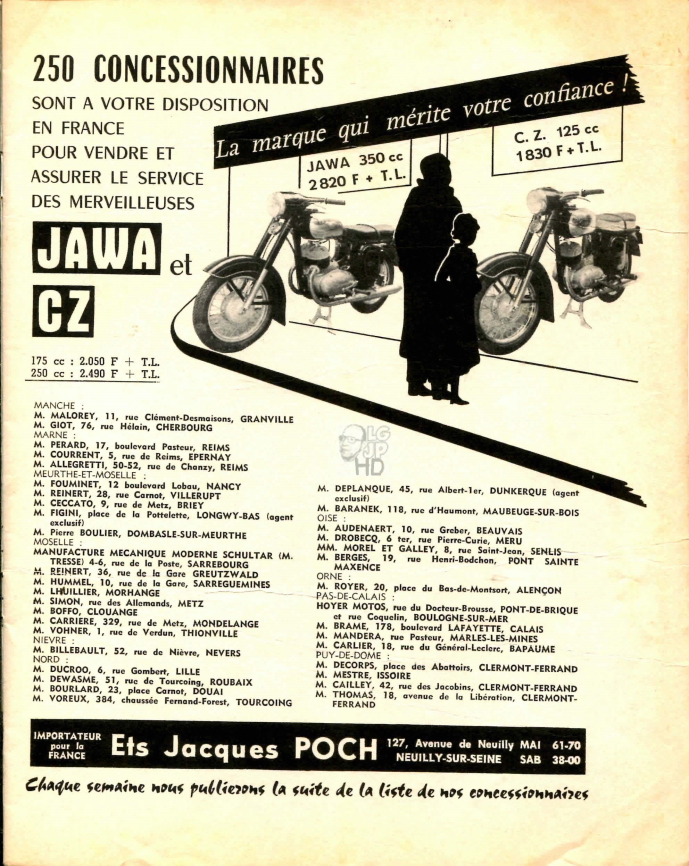 250 CONCESSIONNAIRES
SONT A VOTRE DISPOSITION
EN FRANCE
POUR VENDRE ET
ASSURER LE SERVICE
DES MERVEILLEUSES
JAWA et
CZ
175 cc : 2.050 F + T.L.
250 cc : 2.490 F + T.L.
La marque qui mérite votre confiance !
JAWA 350 cc
2 820 F + T.L.
C. Z. 125 cc
1 830 F + T.L.
MANCHE :
M. MALOREY, 11, rue Clément-Desmaisons, GRANVILLE
M. GIOT, 76, rue Hélain, CHERBOURG
MARNE :
M. PERARD, 17, boulevard Pasteur, REIMS
M. COURRENT, 5, rue de Reims, EPERNAY
M. ALLEGRETTI, 50-52, rue de Chanzy, REIMS
MEURTHE-ET-MOSELLE :
M. FOUMINET, 12 boulevard Lobau, NANCY
M. REINERT, 28, rue Carnot, VILLERUPT
M. CECCATO, 9, rue de Metz, BRIEY
M. FIGINI, place de la Pottelette, LONGWY-BAS (agent
exclusif)
M. Pierre BOULIER, DOMBASLE-SUR-MEURTHE
MOSELLE :
MANUFACTURE MECANIQUE MODERNE SCHULTAR (M.
TRESSE) 4-6, rue de la Poste, SARREBOURG
M. REINERT, 36, rue de la Gare GREUTZWALD
M. HUMMEL, 10, rue de la Gare, SARREGUEMINES
M. LHUILLIER, MORHANGE
M. SIMON, rue des Allemands, METZ
M. BOFFO, CLOUANGE
M. CARRIERE, 329, rue de Metz, MONDELANGE
M. VOHNER, 1, rue de Verdun, THIONVILLE
NIEVRE :
M. BILLEBAULT, 52, rue de Nièvre, NEVERS
NORD :
M. DUCROO, 6, rue Gombert, LILLE
M. DEWASME, 51, rue de Tourcoing, ROUBAIX
M. BOURLARD, 23, place Carnot, DOUAI
M. VOREUX, 384, chaussée Fernand-Forest, TOURCOING
LG
JP
HD
M. DEPLANQUE, 45, rue Albert-1er, DUNKERQUE (agent
exclusif)
M. BARANEK, 118, rue d'Haumont, MAUBEUGE-SUR-BOIS
OISE :
M. AUDENAERT, 10, rue Greber, BEAUVAIS
M. DROBECQ, 6 ter, rue Pierre-Curie, MERU
MM. MOREL ET GALLEY, 8, rue Saint-Jean, SENLIS
M. BERGES, 19, rue Henri-Bodchon, PONT SAINTE
MAXENCE
ORNE :
M. ROYER, 20, place du Bas-de-Montsort, ALENÇON
PAS-DE-CALAIS :
HOYER MOTOS, rue du Docteur-Brousse, PONT-DE-BRIQUE
et rue Coquelin, BOULOGNE-SUR-MER
M. BRAME, 178, boulevard LAFAYETTE, CALAIS
M. MANDERA, rue Pasteur, MARLES-LES-MINES
M. CARLIER, 18, rue du Général-Leclerc, BAPAUME
PUY-DE-DOME :
M. DECORPS, place des Abattoirs, CLERMONT-FERRAND
M. MESTRE, ISSOIRE
M. CAILLEY, 42, rue des Jacobins, CLERMONT-FERRAND
M. THOMAS, 18, avenue de la Libération, CLERMONT-
FERRAND
IMPORTATEUR
pour la
FRANCE
Ets Jacques POCH
127, Avenue de Neuilly MAI 61-70
NEUILLY-SUR-SEINE SAB 38-00
Chaque semaine nous publierons la suite de la liste de nos concessionnaires